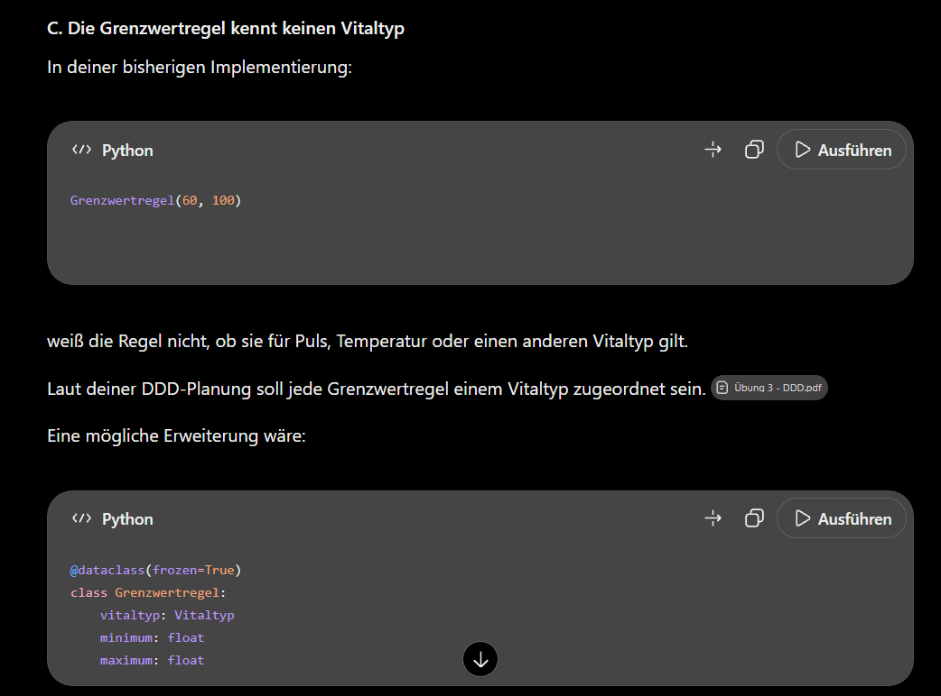 C. Die Grenzwertregel kennt keinen Vitaltyp
In deiner bisherigen Implementierung:
Python
Ausführen
Grenzwertregel(60, 100)
weiß die Regel nicht, ob sie für Puls, Temperatur oder einen anderen Vitaltyp gilt.
Laut deiner DDD-Planung soll jede Grenzwertregel einem Vitaltyp zugeordnet sein. Übung 3 - DDD.pdf
Eine mögliche Erweiterung wäre:
Python
Ausführen
@dataclass(frozen=True)
class Grenzwertregel:
    vitaltyp: Vitaltyp
    minimum: float
    maximum: float